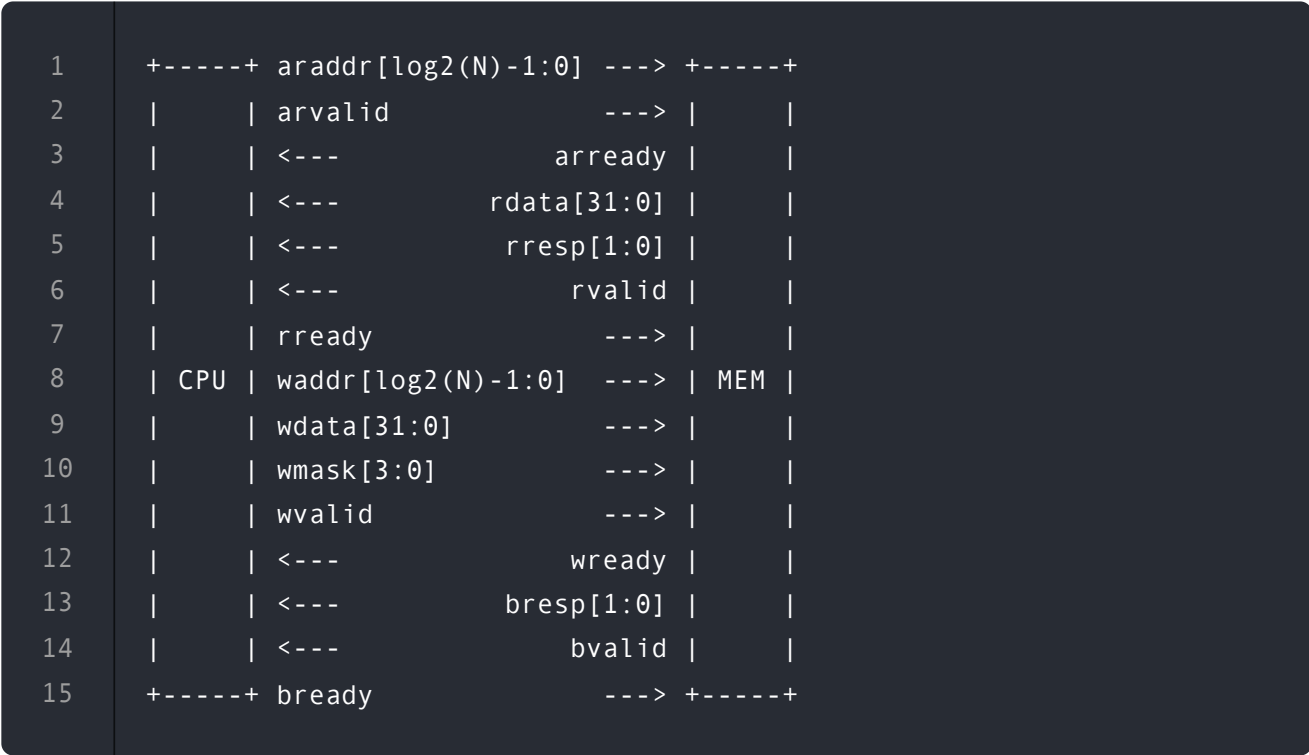 1 +-----+ araddr[log2(N)-1:0] ---> +-----+
2 |     | arvalid             ---> |     |
3 |     | <---             arready |     |
4 |     | <---         rdata[31:0] |     |
5 |     | <---          rresp[1:0] |     |
6 |     | <---              rvalid |     |
7 |     | rready              ---> |     |
8 | CPU | waddr[log2(N)-1:0]  ---> | MEM |
9 |     | wdata[31:0]         ---> |     |
10 |     | wmask[3:0]          ---> |     |
11 |     | wvalid              ---> |     |
12 |     | <---              wready |     |
13 |     | <---          bresp[1:0] |     |
14 |     | <---              bvalid |     |
15 +-----+ bready              ---> +-----+